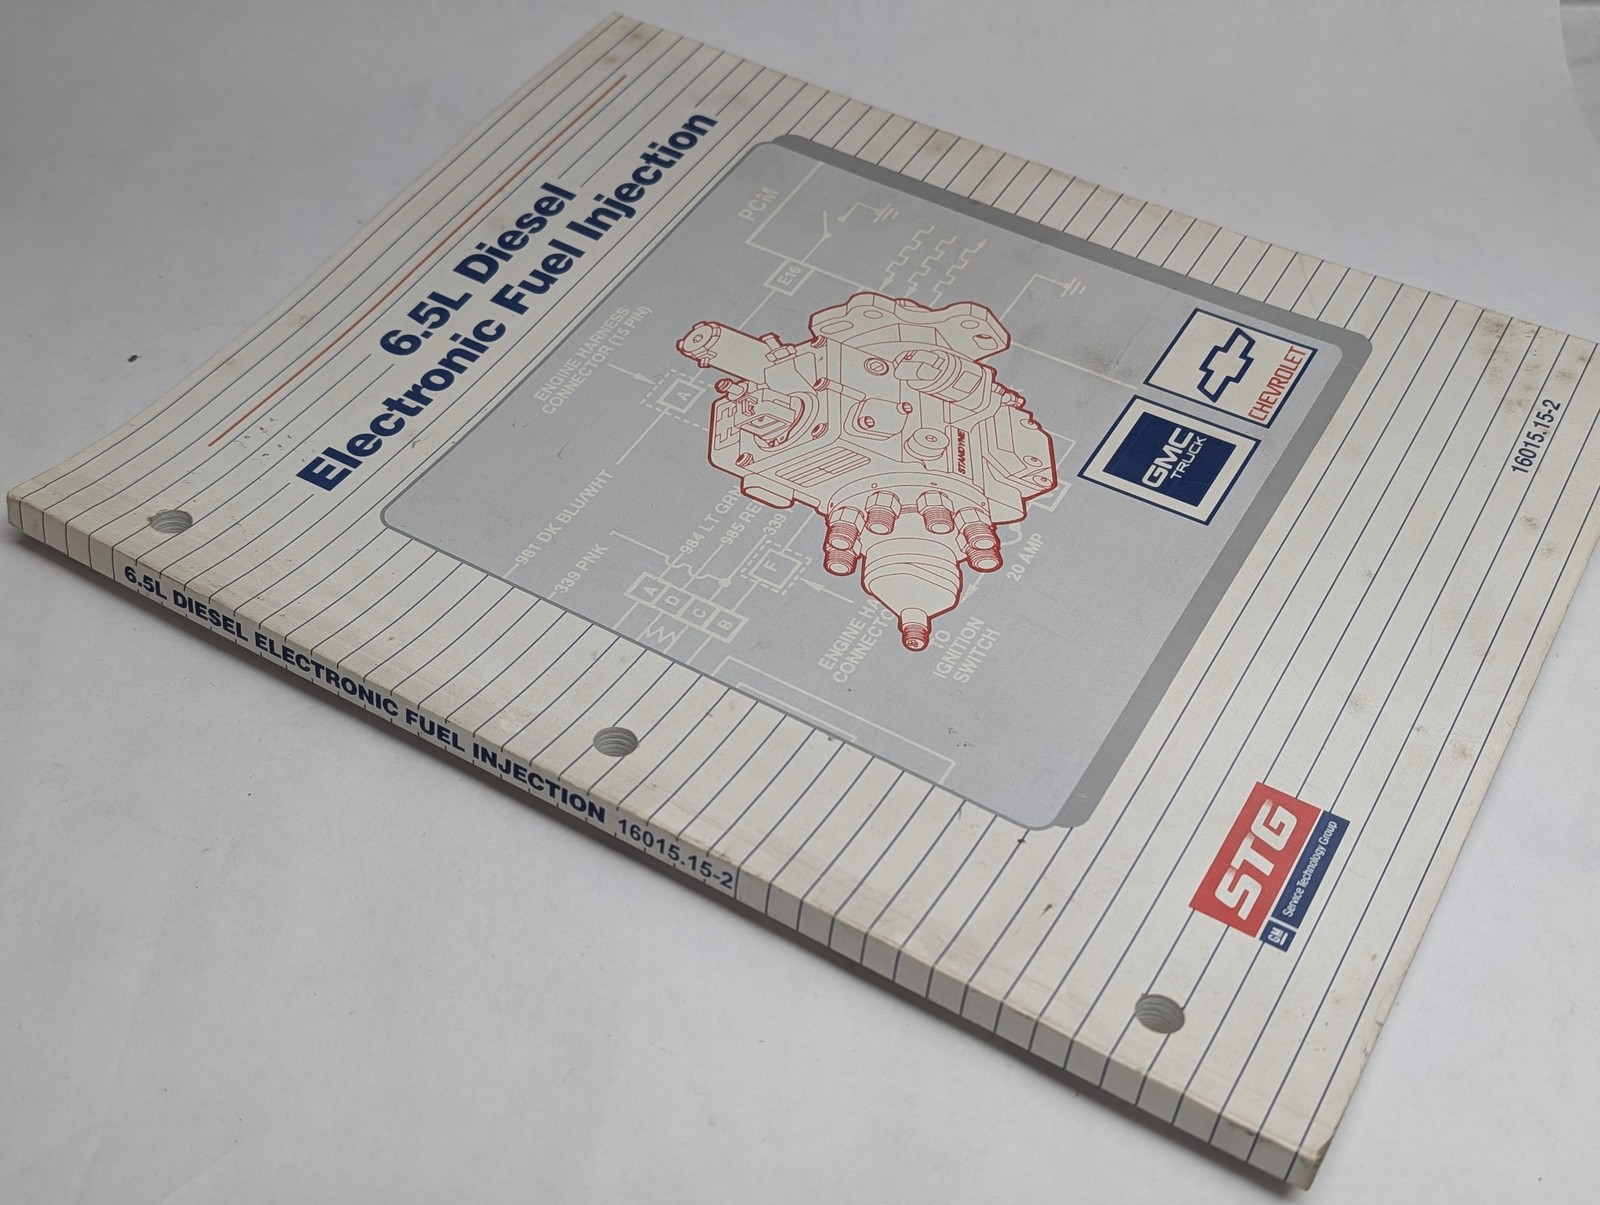 6.5L Diesel
Electronic Fuel Injection
PCM
E16
ENGINE HARNESS
CONNECTOR (15 PIN)
A
981 DK BLU/WHT
339 PNK
984 LT GRN
985 RE
339
A
D
C
B
F
STANADYNE
20 AMP
ENGINE HA
CONNECTO
TO
IGNITION
SWITCH
CHEVROLET
GMC
TRUCK
16015.15-2
STG
GM
Service Technology Group
6.5L DIESEL ELECTRONIC FUEL INJECTION 16015.15-2